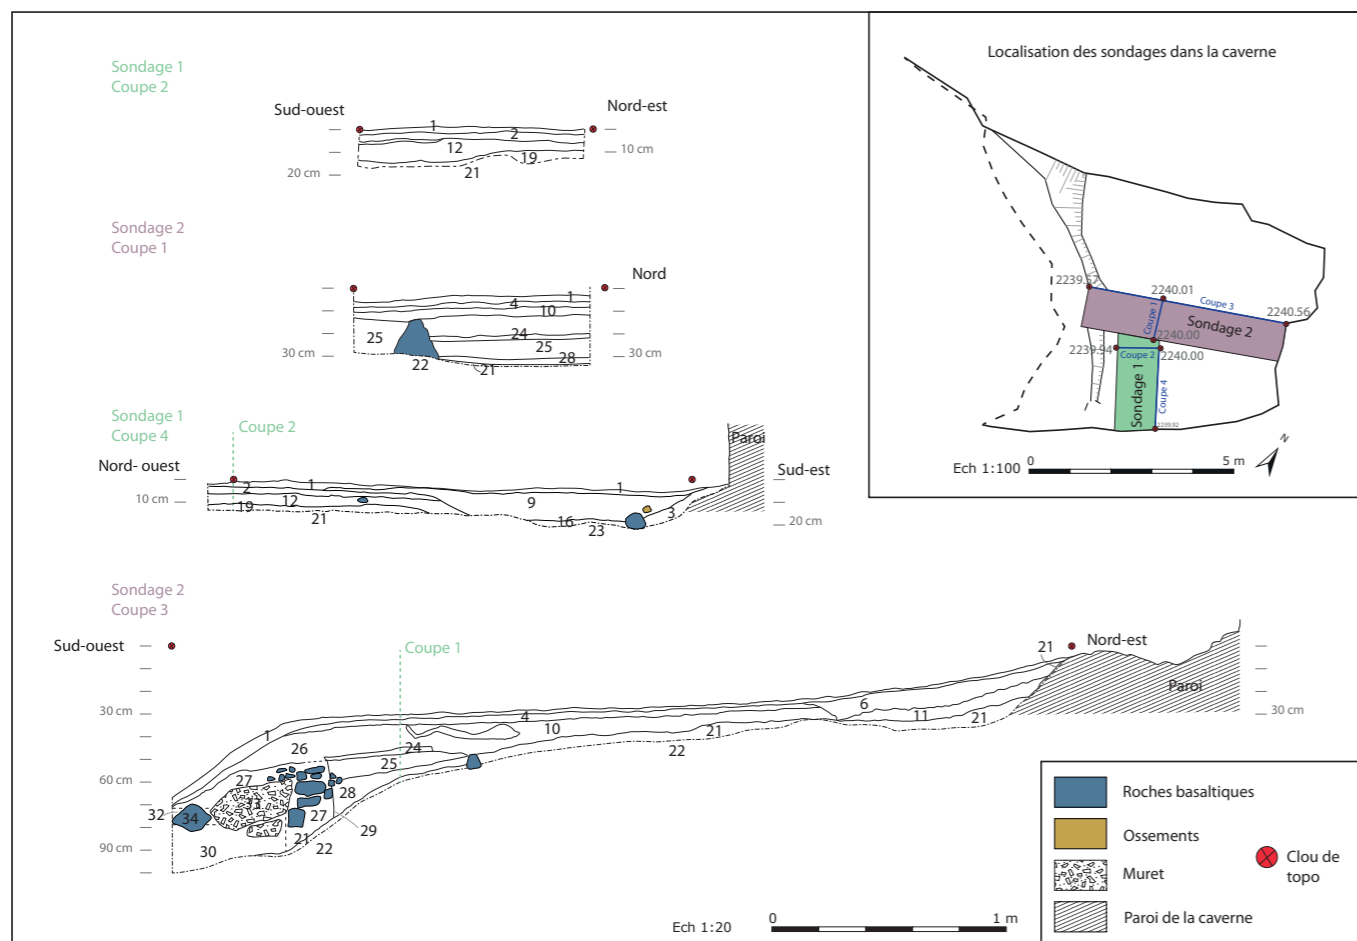 Localisation des sondages dans la caverne
2239.57
2240.01
Coupe 3
2240.56
Coupe 1
Sondage 2
2240.00
2239.94
Coupe 2
2240.00
Sondage 1
Coupe 4
2239.92
N
Ech 1:100
0
5 m
Sondage 1
Coupe 2
Sud-ouest
Nord-est
1
2
12
19
21
10 cm
20 cm
Sondage 2
Coupe 1
Nord
1
4
10
25
24
25
22
28
21
30 cm
30 cm
Sondage 1
Coupe 4
Coupe 2
Paroi
Nord- ouest
Sud-est
2
1
1
10 cm
12
9
19
3
21
16
23
20 cm
Sondage 2
Coupe 3
Sud-ouest
Coupe 1
Nord-est
21
Paroi
30 cm
6
4
11
21
30 cm
1
10
21
26
24
22
25
60 cm
27
28
33
32
34
27
29
21
22
90 cm
30
Ech 1:20
0
1 m
Roches basaltiques
Ossements
Muret
Clou de
topo
Paroi de la caverne